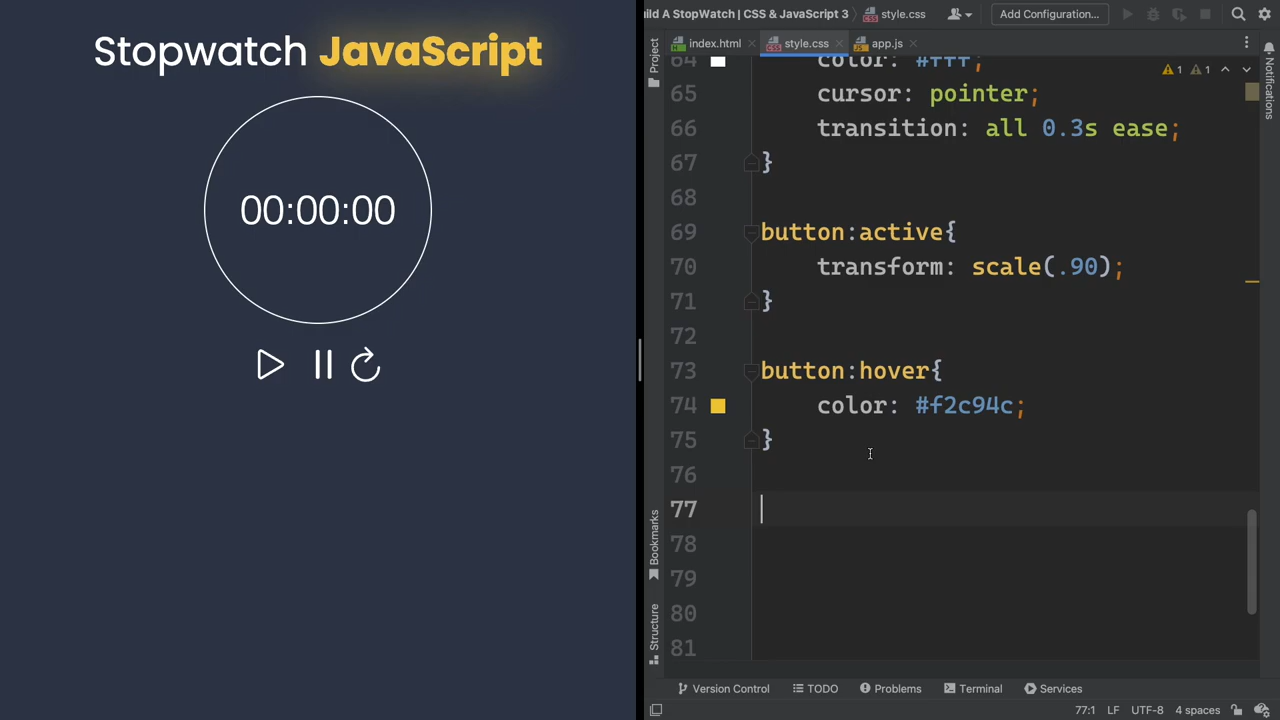 Stopwatch JavaScript
00:00:00
ild A StopWatch | CSS & JavaScript 3
style.css
Add Configuration...
index.html
style.css
app.js
Project
Notifications
1
1
64 color: #fff;
65 cursor: pointer;
66 transition: all 0.3s ease;
67 }
68
69 button:active{
70 transform: scale(.90);
71 }
72
73 button:hover{
74 color: #f2c94c;
75 }
76
77
78
79
80
81
Bookmarks
Structure
Version Control
TODO
Problems
Terminal
Services
77:1 LF UTF-8 4 spaces